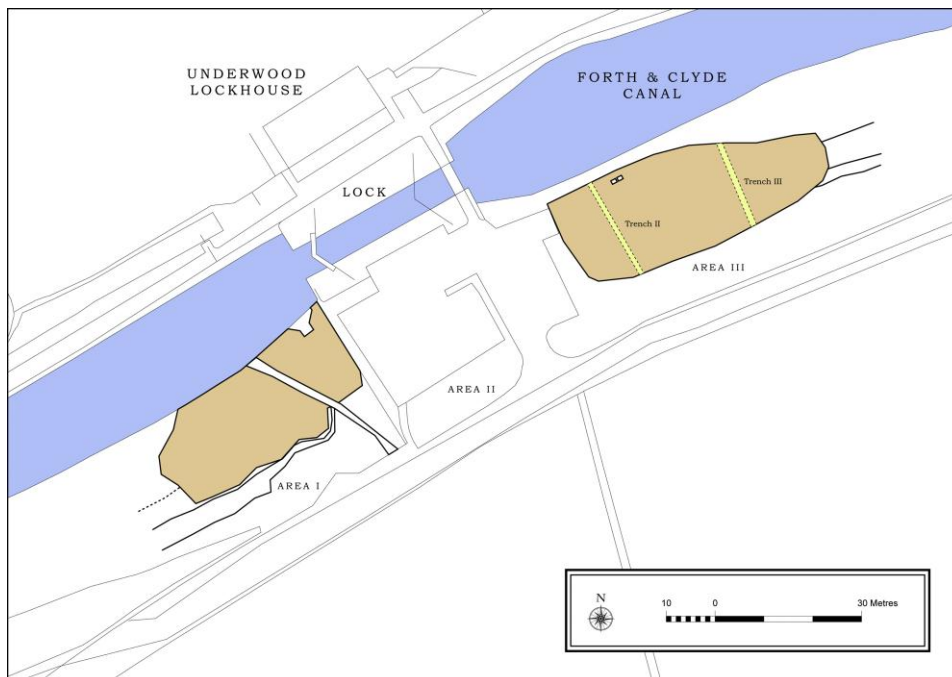 UNDERWOOD
LOCKHOUSE
FORTH & CLYDE
CANAL
LOCK
Trench III
Trench II
AREA III
AREA II
AREA I
N
10 0 30 Metres